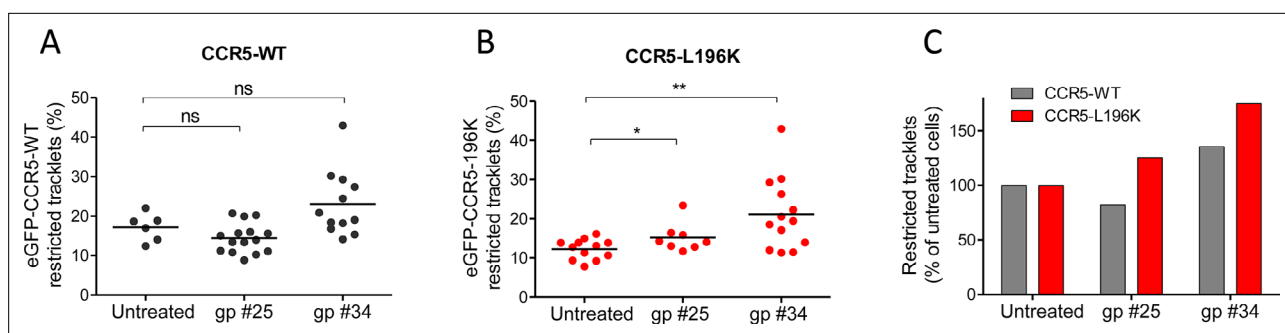 A
CCR5-WT
ns
ns
eGFP-CCR5-WT
restricted tracklets (%)
50
40
30
20
10
0
Untreated gp #25 gp #34
B
CCR5-L196K
**
*
eGFP-CCR5-196K
restricted tracklets (%)
50
40
30
20
10
0
Untreated gp #25 gp #34
C
CCR5-WT
CCR5-L196K
Restricted tracklets
(% of untreated cells)
150
100
50
0
Untreated gp #25 gp #34